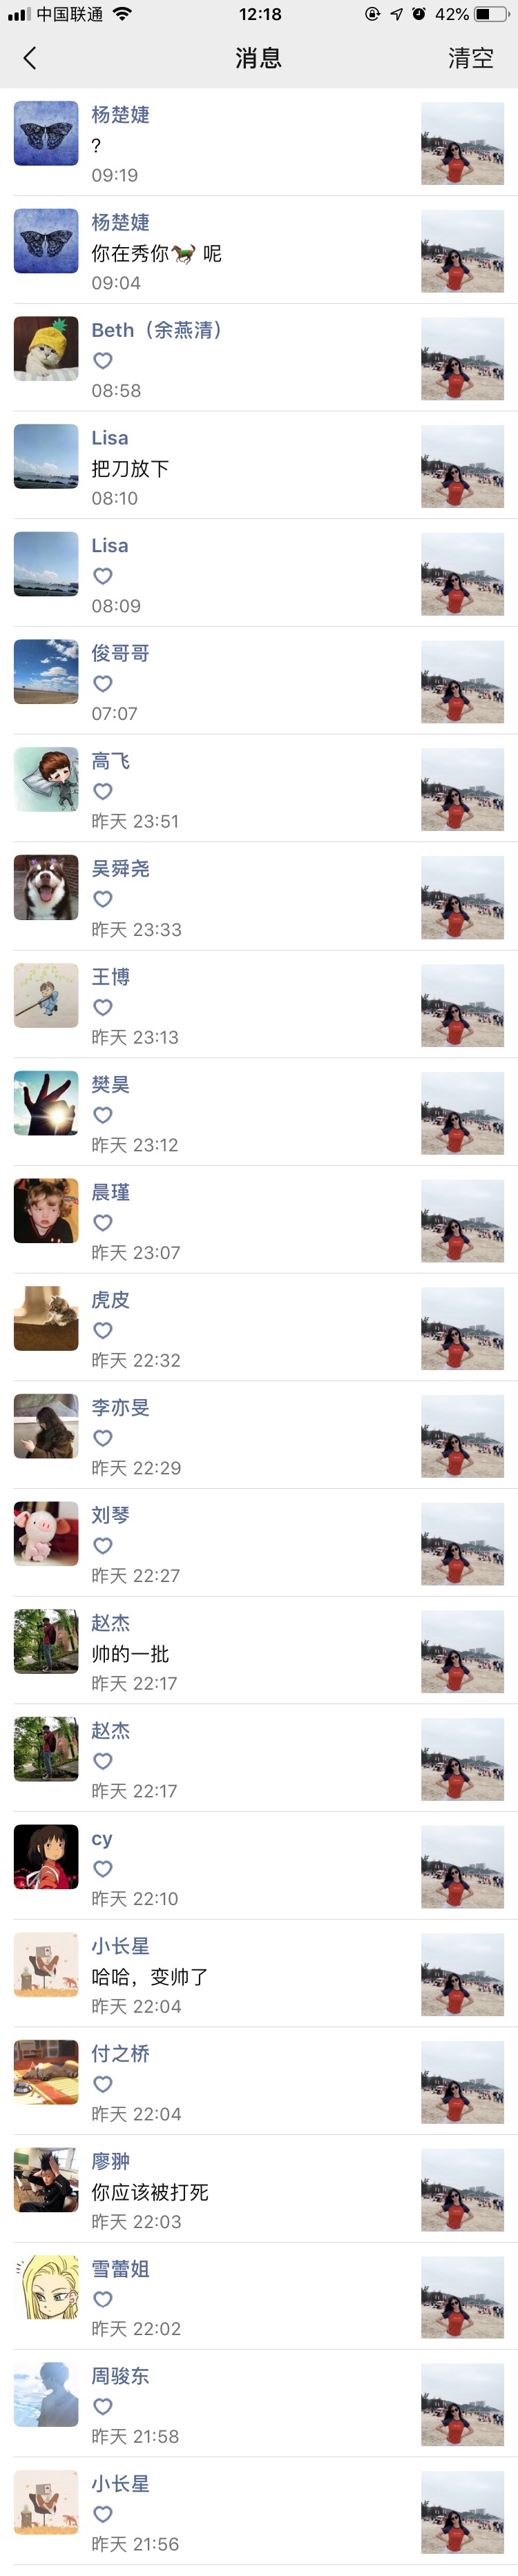 中国联通 12:18 42%
消息 清空
杨楚婕
?
09:19
杨楚婕
你在秀你🐎 呢
09:04
Beth（余燕清）
08:58
Lisa
把刀放下
08:10
Lisa
08:09
俊哥哥
07:07
高飞
昨天 23:51
吴舜尧
昨天 23:33
王博
昨天 23:13
樊昊
昨天 23:12
晨瑾
昨天 23:07
虎皮
昨天 22:32
李亦旻
昨天 22:29
刘琴
昨天 22:27
赵杰
帅的一批
昨天 22:17
赵杰
昨天 22:17
cy
昨天 22:10
小长星
哈哈，变帅了
昨天 22:04
付之桥
昨天 22:04
廖翀
你应该被打死
昨天 22:03
雪蕾姐
昨天 22:02
周骏东
昨天 21:58
小长星
昨天 21:56